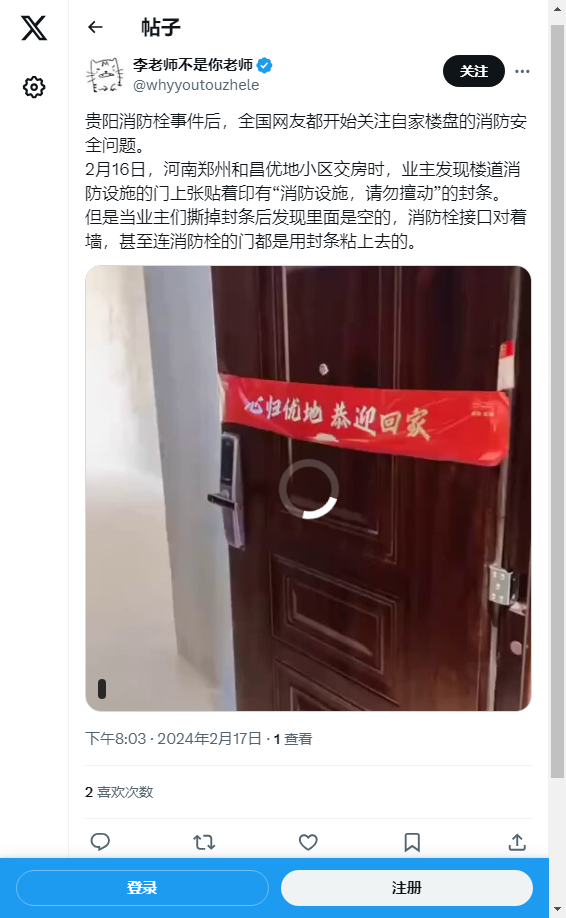 帖子
李老师不是你老师
@whyyoutouzhele
关注
贵阳消防栓事件后，全国网友都开始关注自家楼盘的消防安
全问题。
2月16日，河南郑州和昌优地小区交房时，业主发现楼道消
防设施的门上张贴着印有“消防设施，请勿擅动”的封条。
但是当业主们撕掉封条后发现里面是空的，消防栓接口对着
墙，甚至连消防栓的门都是用封条粘上去的。
心归优地 恭迎回家
下午8:03 · 2024年2月17日 · 1 查看
2 喜欢次数
登录
注册